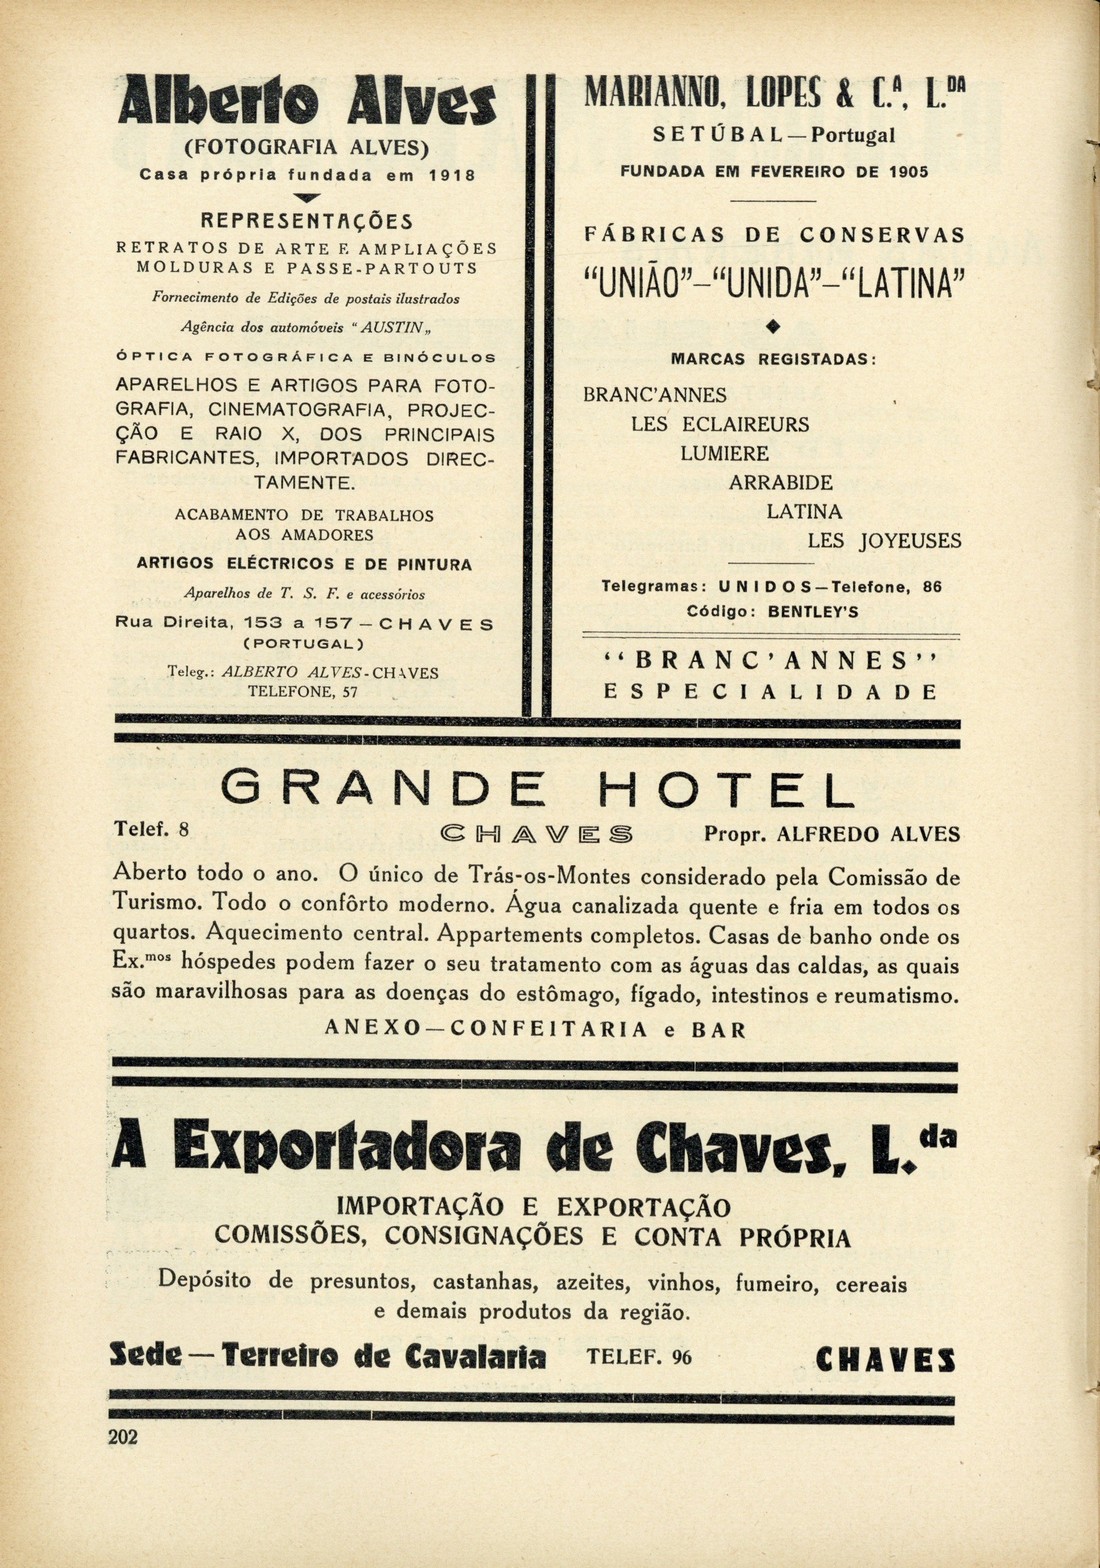 Alberto Alves
(FOTOGRAFIA ALVES)
Casa própria fundada em 1918
REPRESENTAÇÕES
RETRATOS DE ARTE E AMPLIAÇÕES
MOLDURAS E PASSE-PARTOUTS
Fornecimento de Edições de postais ilustrados
Agência dos automóveis “AUSTIN„
ÓPTICA FOTOGRÁFICA E BINÓCULOS
APARELHOS E ARTIGOS PARA FOTO-
GRAFIA, CINEMATOGRAFIA, PROJEC-
ÇÃO E RAIO X, DOS PRINCIPAIS
FABRICANTES, IMPORTADOS DIREC-
TAMENTE.
ACABAMENTO DE TRABALHOS
AOS AMADORES
ARTIGOS ELÉCTRICOS E DE PINTURA
Aparelhos de T. S. F. e acessórios
Rua Direita, 153 a 157 — CHAVES
(PORTUGAL)
Teleg.: ALBERTO ALVES-CHAVES
TELEFONE, 57
MARIANNO, LOPES & C.ᴬ, L.ᴰᴬ
SETÚBAL — Portugal
FUNDADA EM FEVEREIRO DE 1905
FÁBRICAS DE CONSERVAS
“UNIÃO”—“UNIDA”—“LATINA”
MARCAS REGISTADAS:
BRANC'ANNES
LES ECLAIREURS
LUMIERE
ARRABIDE
LATINA
LES JOYEUSES
Telegramas: UNIDOS—Telefone, 86
Código: BENTLEY'S
“BRANC'ANNES”
ESPECIALIDADE
GRANDE HOTEL
Telef. 8 CHAVES Propr. ALFREDO ALVES
Aberto todo o ano. O único de Trás-os-Montes considerado pela Comissão de
Turismo. Todo o confôrto moderno. Água canalizada quente e fria em todos os
quartos. Aquecimento central. Appartements completos. Casas de banho onde os
Ex.ᵐᵒˢ hóspedes podem fazer o seu tratamento com as águas das caldas, as quais
são maravilhosas para as doenças do estômago, fígado, intestinos e reumatismo.
ANEXO—CONFEITARIA e BAR
A Exportadora de Chaves, L.ᵈᵃ
IMPORTAÇÃO E EXPORTAÇÃO
COMISSÕES, CONSIGNAÇÕES E CONTA PRÓPRIA
Depósito de presuntos, castanhas, azeites, vinhos, fumeiro, cereais
e demais produtos da região.
Sede — Terreiro de Cavalaria TELEF. 96 CHAVES
202